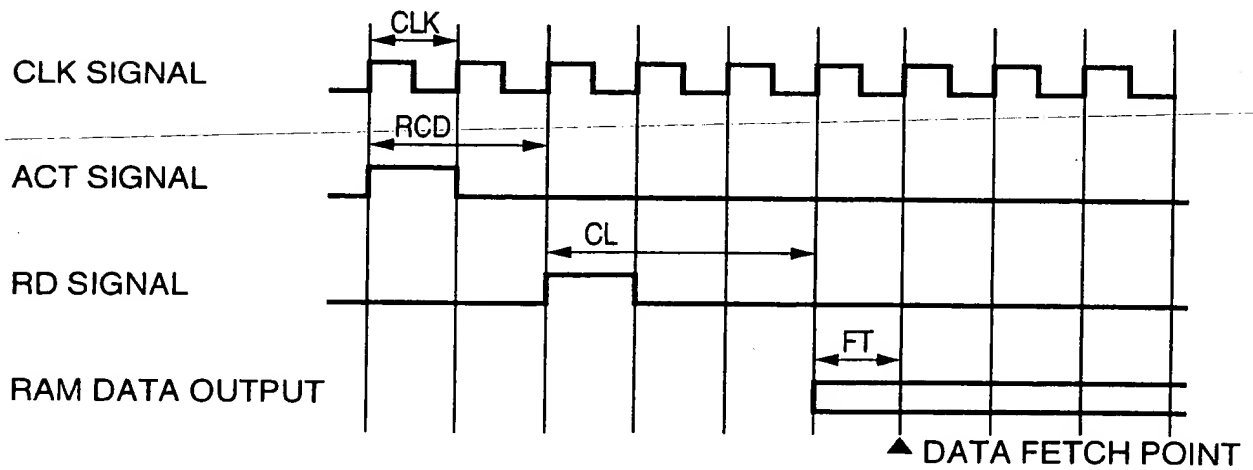 CLK
CLK SIGNAL
RCD
ACT SIGNAL
CL
RD SIGNAL
FT
RAM DATA OUTPUT
▲ DATA FETCH POINT